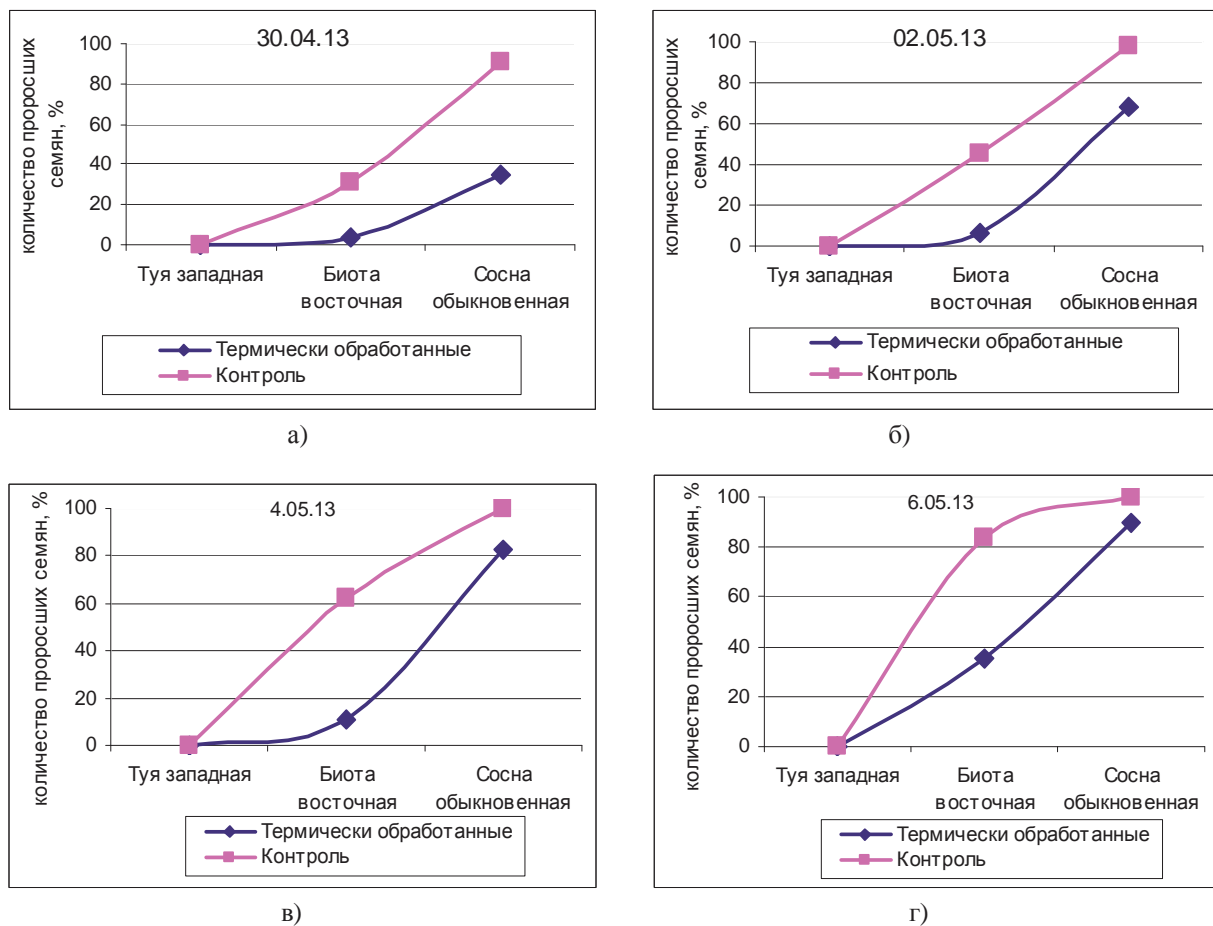 30.04.13
количество проросших
семян, %
100
80
60
40
20
0
Туя западная
Биота
восточная
Сосна
обыкновенная
Термически обработанные
Контроль
а)
02.05.13
количество проросших
семян, %
100
80
60
40
20
0
Туя западная
Биота
восточная
Сосна
обыкновенная
Термически обработанные
Контроль
б)
4.05.13
количество проросших семян, %
100
80
60
40
20
0
Туя западная
Биота
восточная
Сосна
обыкновенная
Термически обработанные
Контроль
в)
6.05.13
количество проросших семян, %
100
80
60
40
20
0
Туя западная
Биота
восточная
Сосна
обыкновенная
Термически обработанные
Контроль
г)